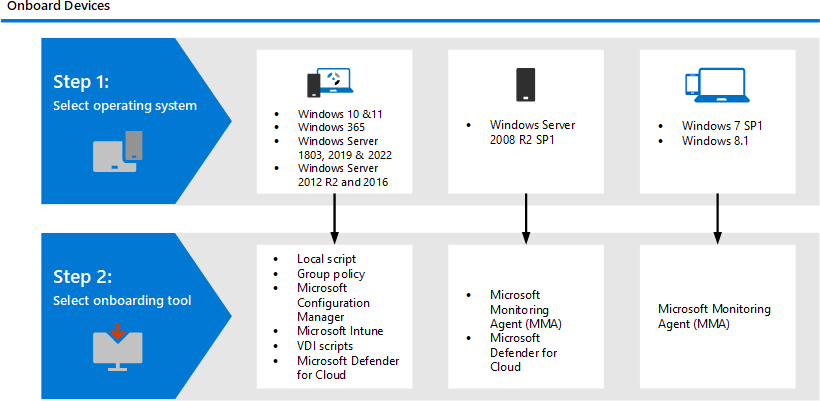 Onboard Devices
Step 1:
Select operating system
• Windows 10 &11
• Windows 365
• Windows Server
1803, 2019 & 2022
• Windows Server
2012 R2 and 2016
• Windows Server
2008 R2 SP1
• Windows 7 SP1
• Windows 8.1
Step 2:
Select onboarding tool
• Local script
• Group policy
• Microsoft
Configuration
Manager
• Microsoft Intune
• VDI scripts
• Microsoft Defender
for Cloud
• Microsoft
Monitoring
Agent (MMA)
• Microsoft
Defender for
Cloud
Microsoft Monitoring
Agent (MMA)